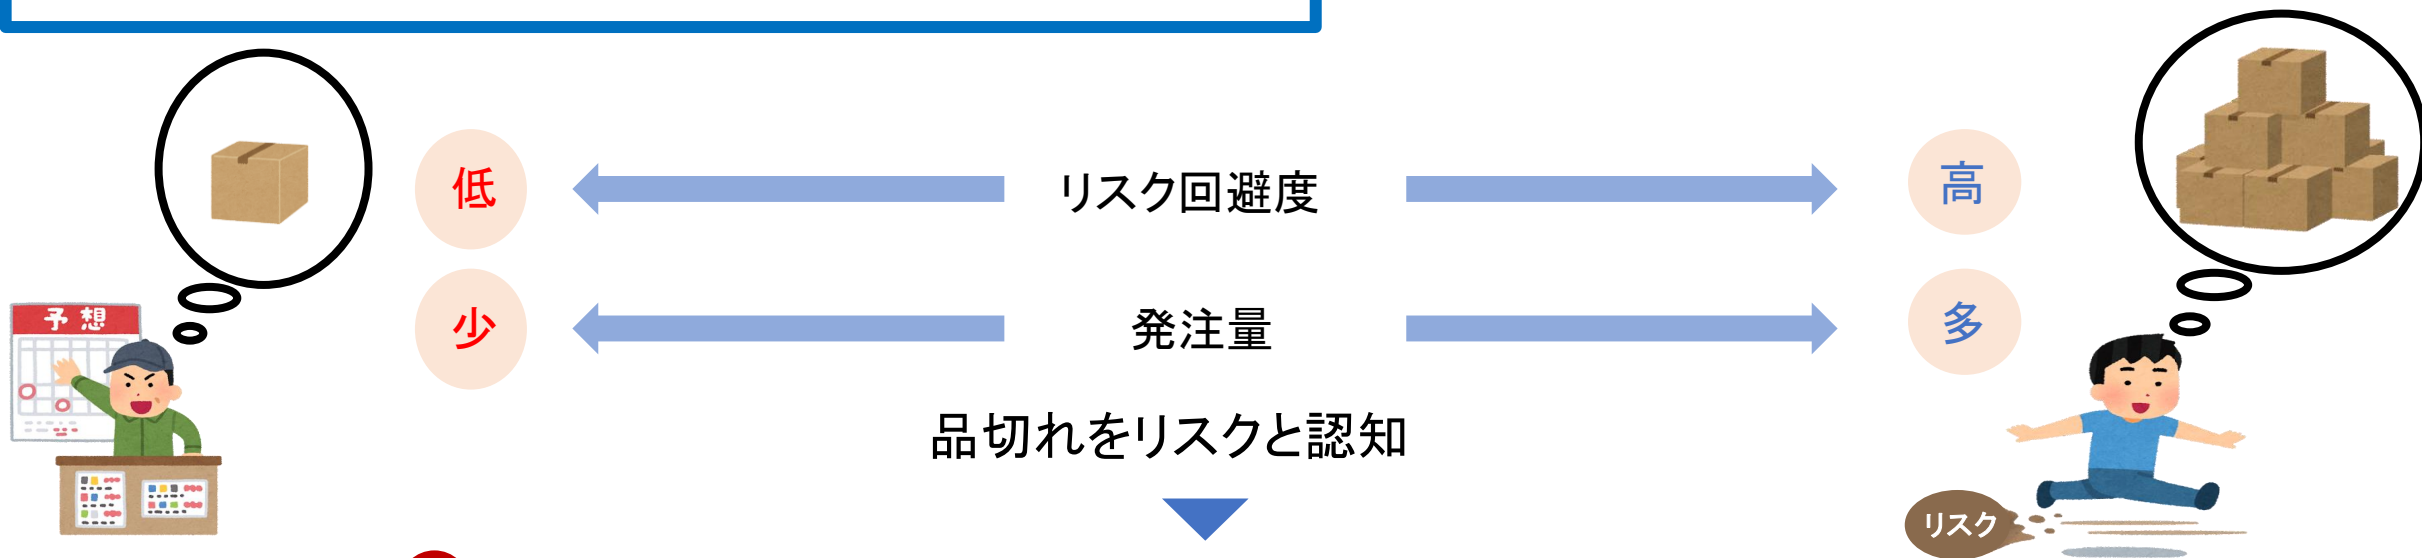 低
リスク回避度
高
予想
少
発注量
多
品切れをリスクと認知
リスク